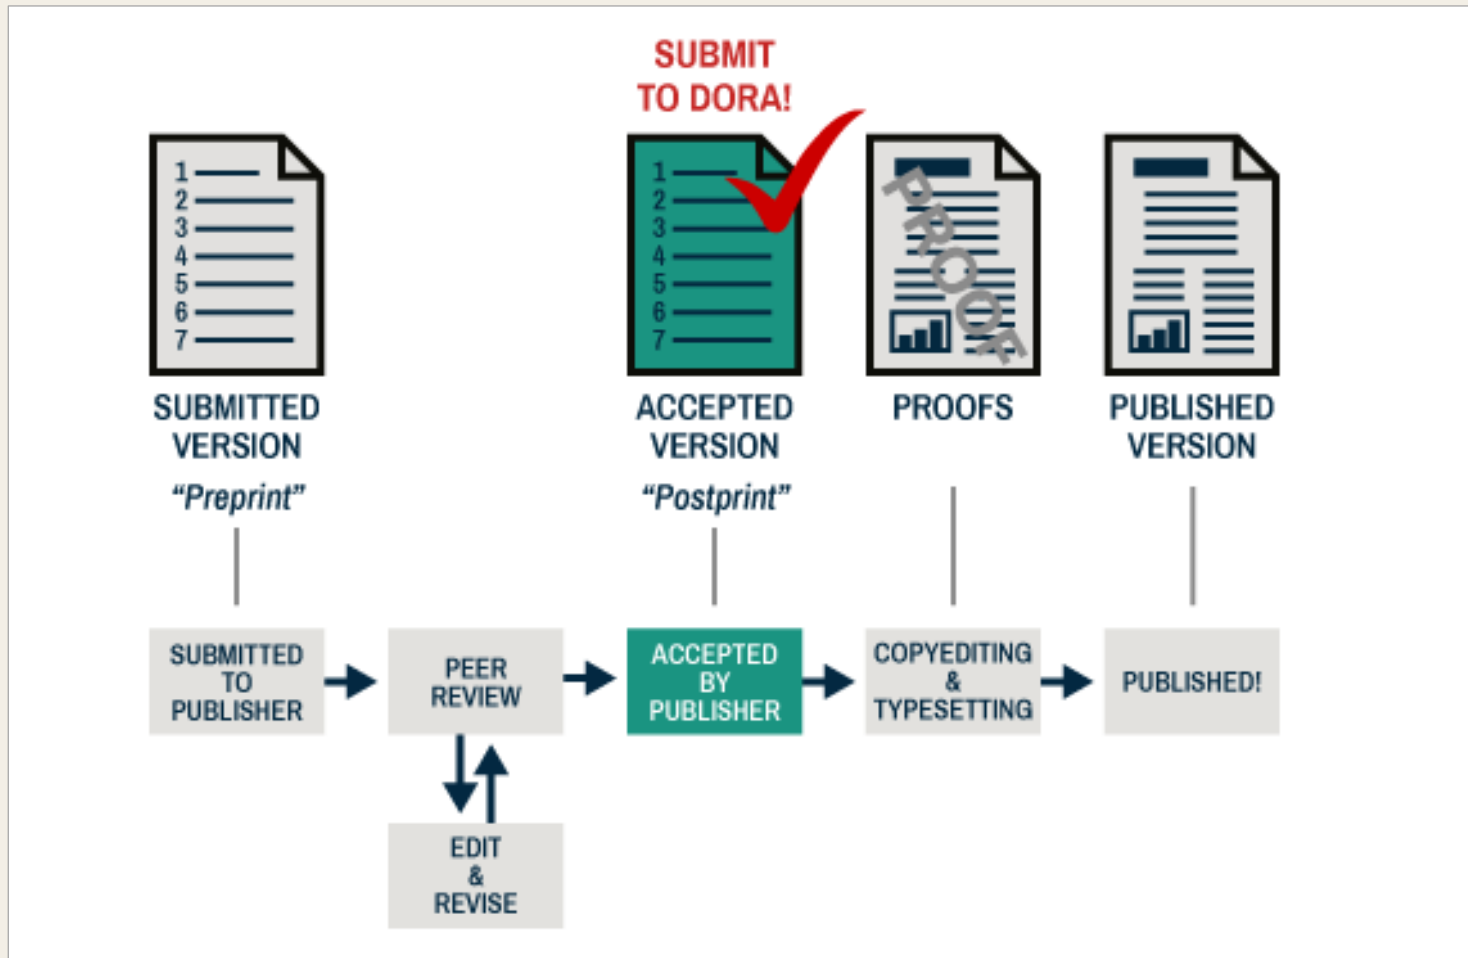 SUBMIT
TO DORA!
1
2
3
4
5
6
7
SUBMITTED
VERSION
“Preprint”
1
2
3
4
5
6
7
ACCEPTED
VERSION
“Postprint”
PROOF
PROOFS
PUBLISHED
VERSION
SUBMITTED
TO
PUBLISHER
PEER
REVIEW
ACCEPTED
BY
PUBLISHER
COPYEDITING
&
TYPESETTING
PUBLISHED!
EDIT
&
REVISE